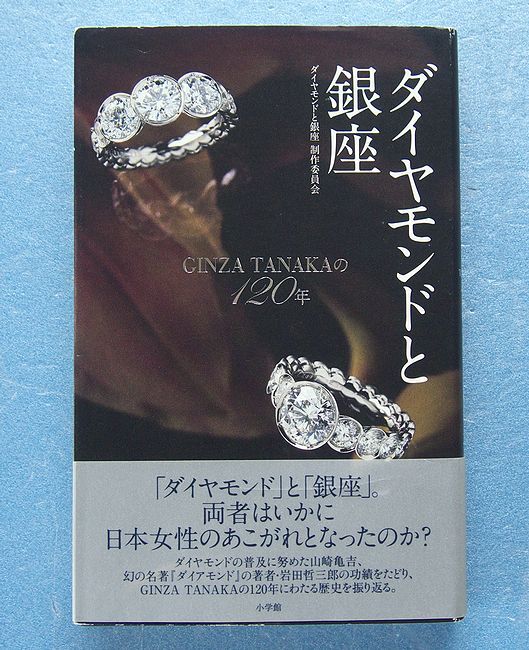 ダイヤモンドと
銀座
ダイヤモンドと銀座 制作委員会
GINZA TANAKAの
120年
「ダイヤモンド」と「銀座」。
両者はいかに
日本女性のあこがれとなったのか?
ダイヤモンドの普及に努めた山崎亀吉、
幻の名著『ダイアモンド』の著者・岩田哲三郎の功績をたどり、
GINZA TANAKAの120年にわたる歴史を振り返る。
小学館